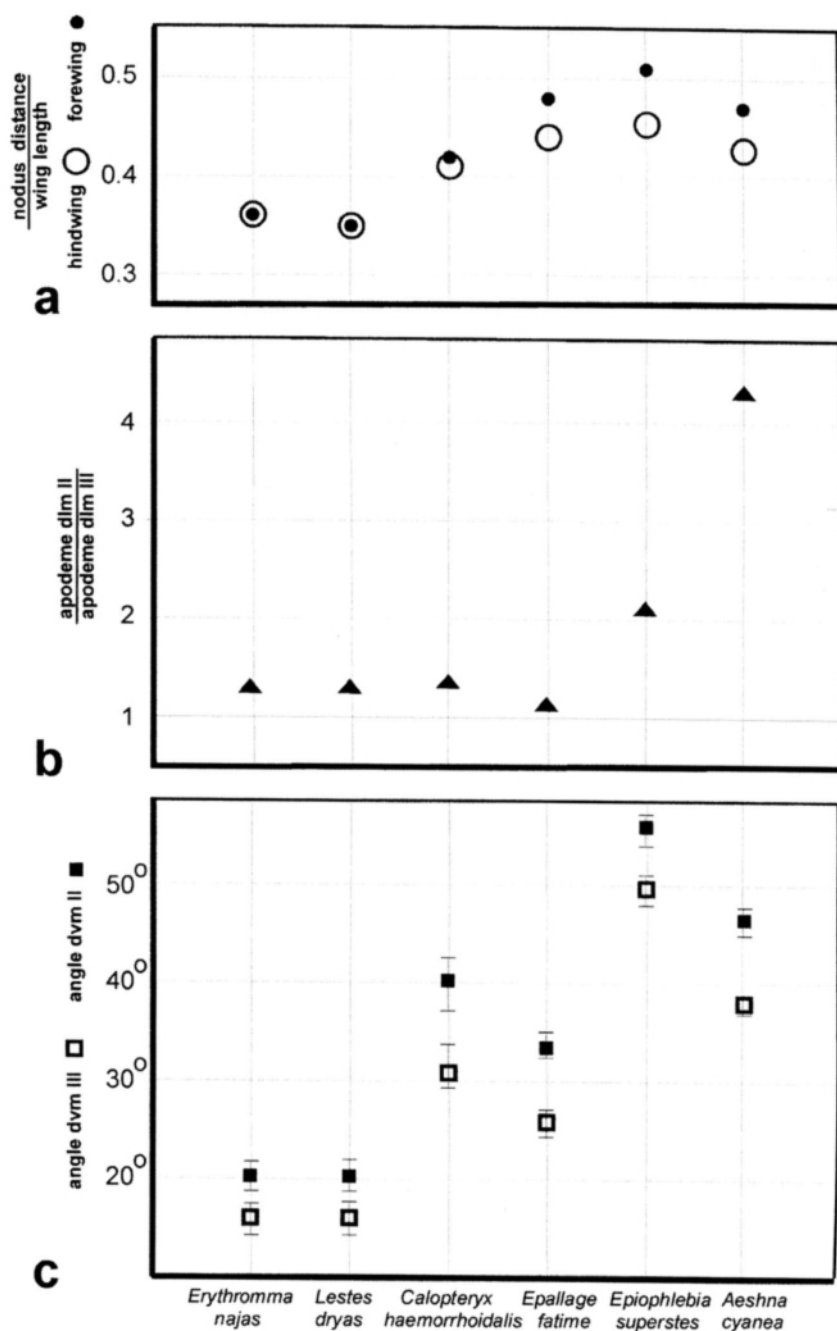 nodus distance
wing length
hindwing forewing
0.5
0.4
0.3
a
apodeme dlm II
apodeme dlm III
4
3
2
1
b
angle dvm III angle dvm II
50°
40°
30°
20°
c
Erythromma Lestes Calopteryx Epallage Epiophlebia Aeshna
najas dryas haemorrhoidalis fatime superstes cyanea